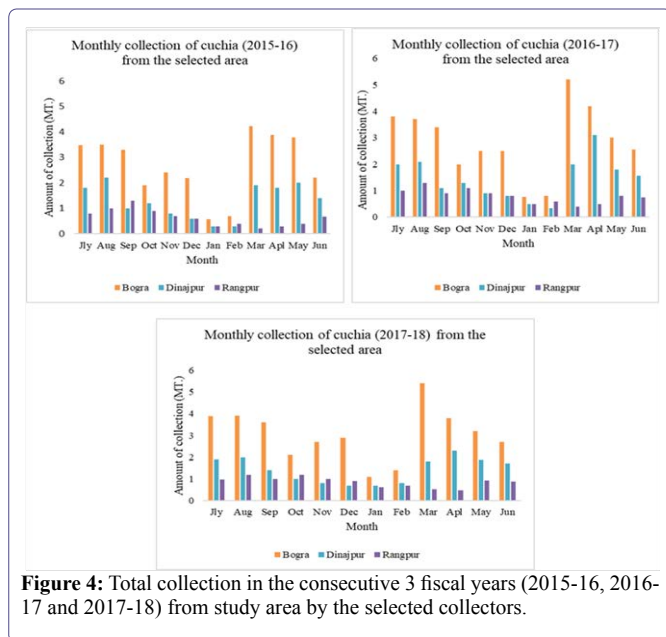 Monthly collection of cuchia (2015-16)
from the selected area
Amount of collection (MT.)
6
5
4
3
2
1
0
Jly Aug Sep Oct Nov Dec Jan Feb Mar Apl May Jun
Month
Bogra Dinajpur Rangpur
Monthly collection of cuchia (2016-17)
from the selected area
Amount of collection (MT.)
6
5
4
3
2
1
0
Jly Aug Sep Oct Nov Dec Jan Feb Mar Apl May Jun
Month
Bogra Dinajpur Rangpur
Monthly collection of cuchia (2017-18) from the
selected area
Amount of collection (MT.)
6
5
4
3
2
1
0
Jly Aug Sep Oct Nov Dec Jan Feb Mar Apl May Jun
Month
Bogra Dinajpur Rangpur
Figure 4: Total collection in the consecutive 3 fiscal years (2015-16, 2016-
17 and 2017-18) from study area by the selected collectors.